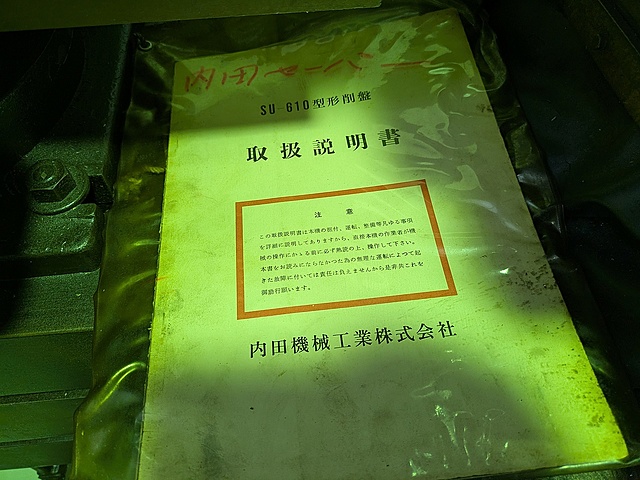 内田マーバー
SU-610型形削盤
取扱説明書
注意
この取扱説明書は本機の据付、運転、整備等凡ゆる事項
を詳細に説明してありますから、直接本機の作業者が機
械の操作にかゝる前に必ず熟読の上、操作して下さい。
本書をお読みにならなかった為の無理な運転によって起
きた故障に付いては責任は負えませんから是非共これを
御励行願います。
内田機械工業株式会社